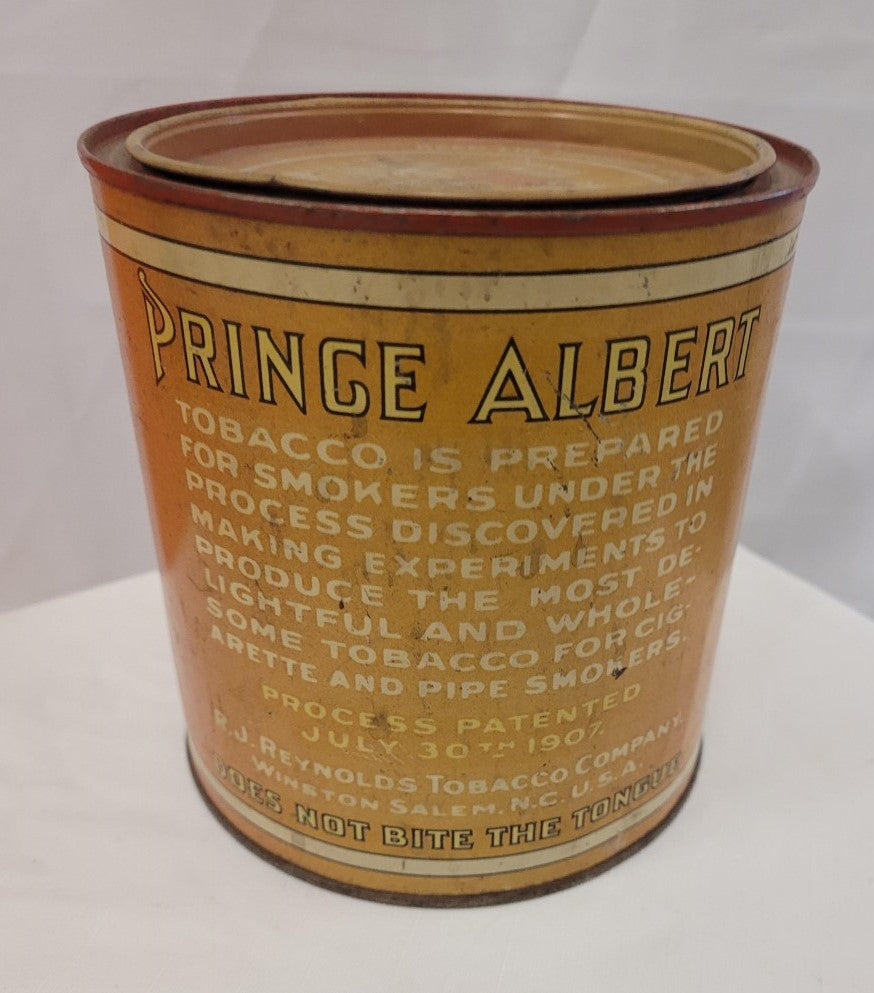 PRINCE ALBERT
TOBACCO IS PREPARED
FOR SMOKERS UNDER THE
PROCESS DISCOVERED IN
MAKING EXPERIMENTS TO
PRODUCE THE MOST DE-
LIGHTFUL AND WHOLE-
SOME TOBACCO FOR CIG-
ARETTE AND PIPE SMOKERS.
PROCESS PATENTED
JULY 30TH 1907.
R.J. REYNOLDS TOBACCO COMPANY.
WINSTON SALEM, N.C. U.S.A.
DOES NOT BITE THE TONGUE